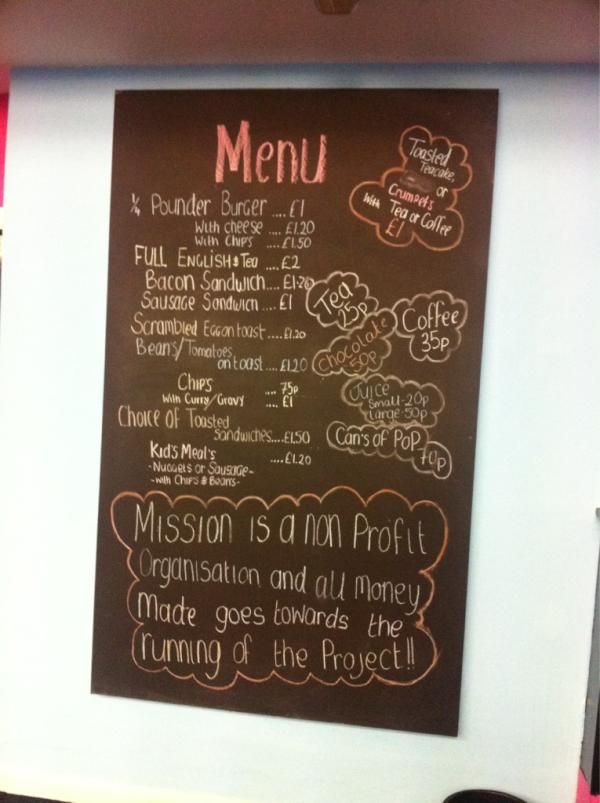 Menu
¼ Pounder Burger .... £1
With cheese .... £1.20
With Chips .... £1.50
FULL ENGLISH & Tea .... £2
Bacon Sandwich .... £1.20
Sausage Sandwich .... £1
Scrambled Egg on toast .... £1.20
Beans/Tomatoes
on toast .... £1.20
Chips .... 75p
With Curry/Gravy .... £1
Choice Of Toasted
Sandwiches .... £1.50
Kid's Meal's .... £1.20
- Nuggets or Sausage -
- with Chips & Beans -
Toasted
Teacake,
or
Crumpets
With Tea or Coffee
£1
Tea
25p
Coffee
35p
Chocolate
50p
Juice
Small - 20p
Large - 50p
Can's of Pop
70p
Mission is a non Profit
Organisation and all money
Made goes towards the
running of the Project!!